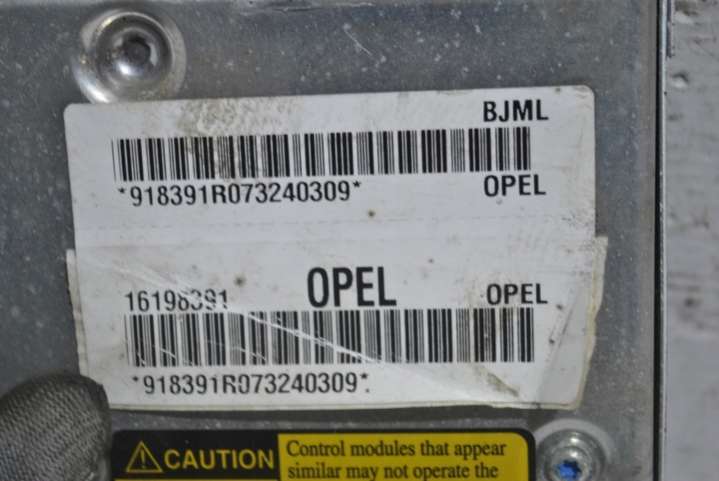 BJML
*918391R073240309*
OPEL
16198391 OPEL OPEL
*918391R073240309*
CAUTION
Control modules that appear
similar may not operate the